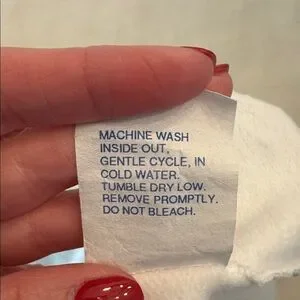 MACHINE WASH
INSIDE OUT,
GENTLE CYCLE, IN
COLD WATER.
TUMBLE DRY LOW.
REMOVE PROMPTLY.
DO NOT BLEACH.